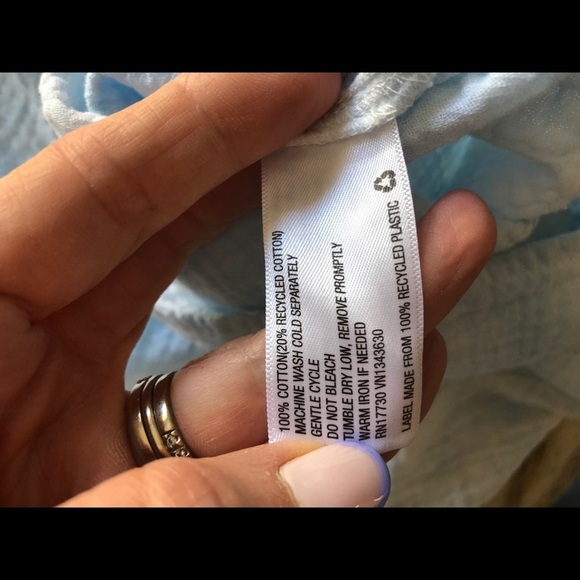 100% COTTON(20% RECYCLED COTTON)
MACHINE WASH COLD SEPARATELY
GENTLE CYCLE
DO NOT BLEACH
TUMBLE DRY LOW, REMOVE PROMPTLY
WARM IRON IF NEEDED
RN17730 VN1343630
LABEL MADE FROM 100% RECYCLED PLASTIC